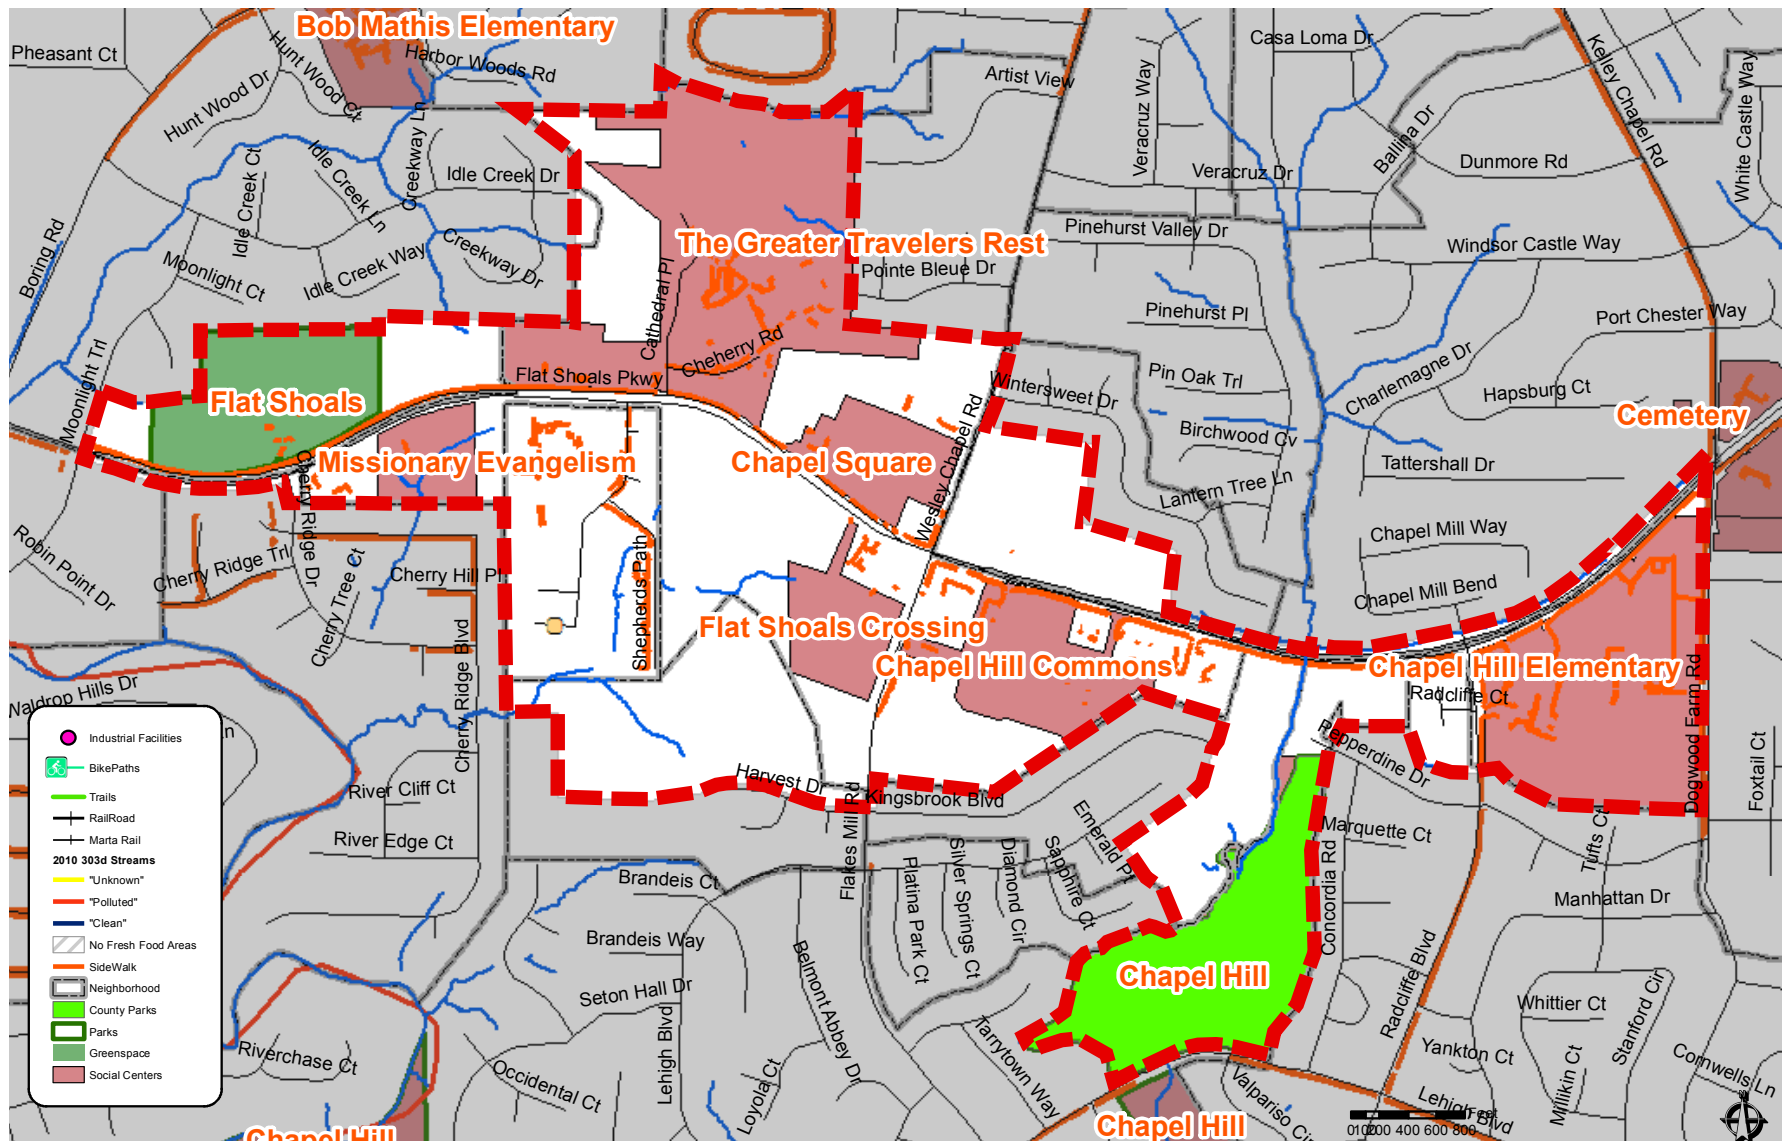 Bob Mathis Elementary
Pheasant Ct
Hunt Wood Dr
Hunt Wood Ct
Harbor Woods Rd
Artist View
Casa Loma Dr
Kelley Chapel Rd
White Castle Way
Veracruz Way
Ballina Dr
Dunmore Rd
Veracruz Dr
Creekway Ln
Idle Creek Ct
Idle Creek Ln
Idle Creek Dr
Boring Rd
Moonlight Ct
Idle Creek Way
Creekway Dr
The Greater Travelers Rest
Cathedral Pl
Pointe Bleue Dr
Pinehurst Valley Dr
Windsor Castle Way
Pinehurst Pl
Port Chester Way
Cheherry Rd
Flat Shoals Pkwy
Moonlight Trl
Flat Shoals
Wintersweet Dr
Pin Oak Trl
Charlemagne Dr
Hapsburg Ct
Cemetery
Birchwood Cv
Missionary Evangelism
Chapel Square
Wesley Chapel Rd
Tattershall Dr
Lantern Tree Ln
Cherry Ridge Dr
Robin Point Dr
Cherry Ridge Trl
Cherry Tree Ct
Cherry Hill Pl
Shepherds Path
Chapel Mill Way
Chapel Mill Bend
Flat Shoals Crossing
Chapel Hill Commons
Chapel Hill Elementary
Radcliffe Ct
Dogwood Farm Rd
Waldrop Hills Dr
Cherry Ridge Blvd
Pepperdine Dr
Foxtail Ct
Harvest Dr
Kingsbrook Blvd
River Cliff Ct
River Edge Ct
Flakes Mill Rd
Emerald Pl
Marquette Ct
Tufts Ct
Concordia Rd
Brandeis Ct
Platina Park Ct
Silver Springs Ct
Diamond Cir
Sapphire Ct
Manhattan Dr
Brandeis Way
Belmont Abbey Dr
Seton Hall Dr
Chapel Hill
Radcliffe Blvd
Whittier Ct
Stanford Cir
Lehigh Blvd
Tarrytown Way
Yankton Ct
Millikin Ct
Cornwells Ln
Riverchase Ct
Occidental Ct
Loyola Ct
Valpariso Cir
Lehigh Blvd
Chapel Hill
Chapel Hill
Ln
Industrial Facilities
BikePaths
Trails
RailRoad
Marta Rail
2010 303d Streams
"Unknown"
"Polluted"
"Clean"
No Fresh Food Areas
SideWalk
Neighborhood
County Parks
Parks
Greenspace
Social Centers
Feet
0 100 200 400 600 800